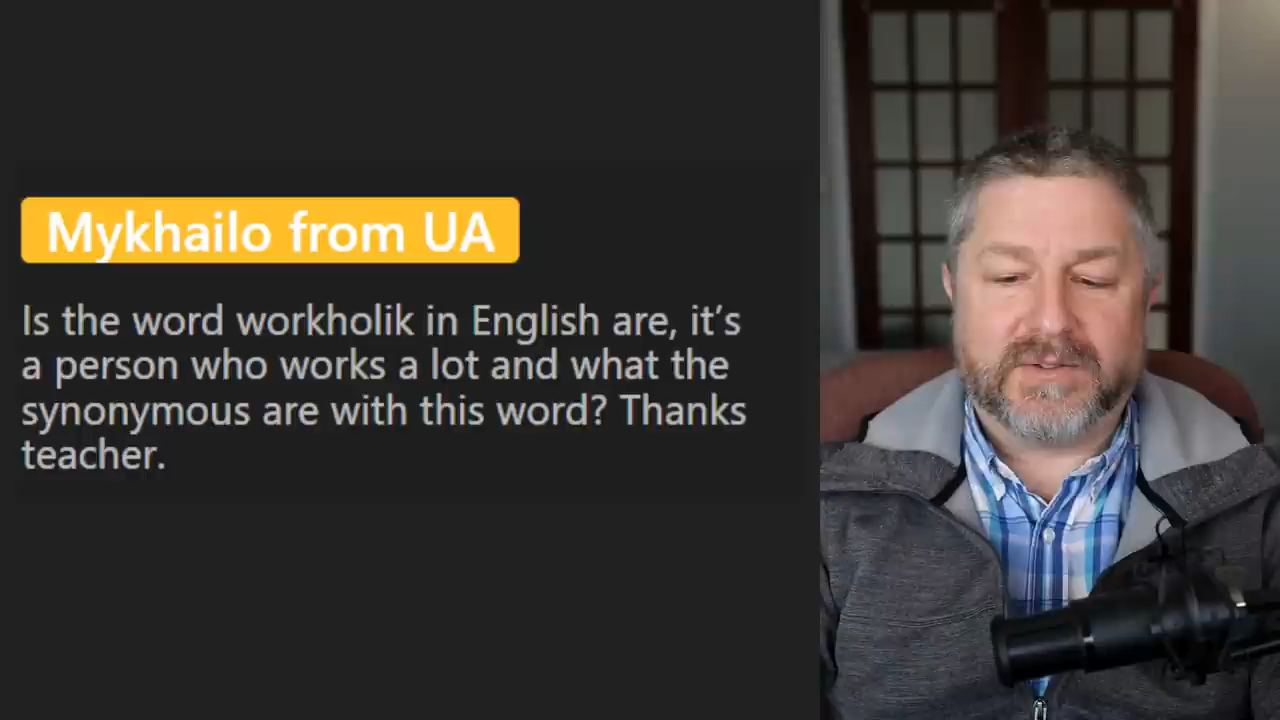 Mykhailo from UA
Is the word workholik in English are, it’s
a person who works a lot and what the
synonymous are with this word? Thanks
teacher.